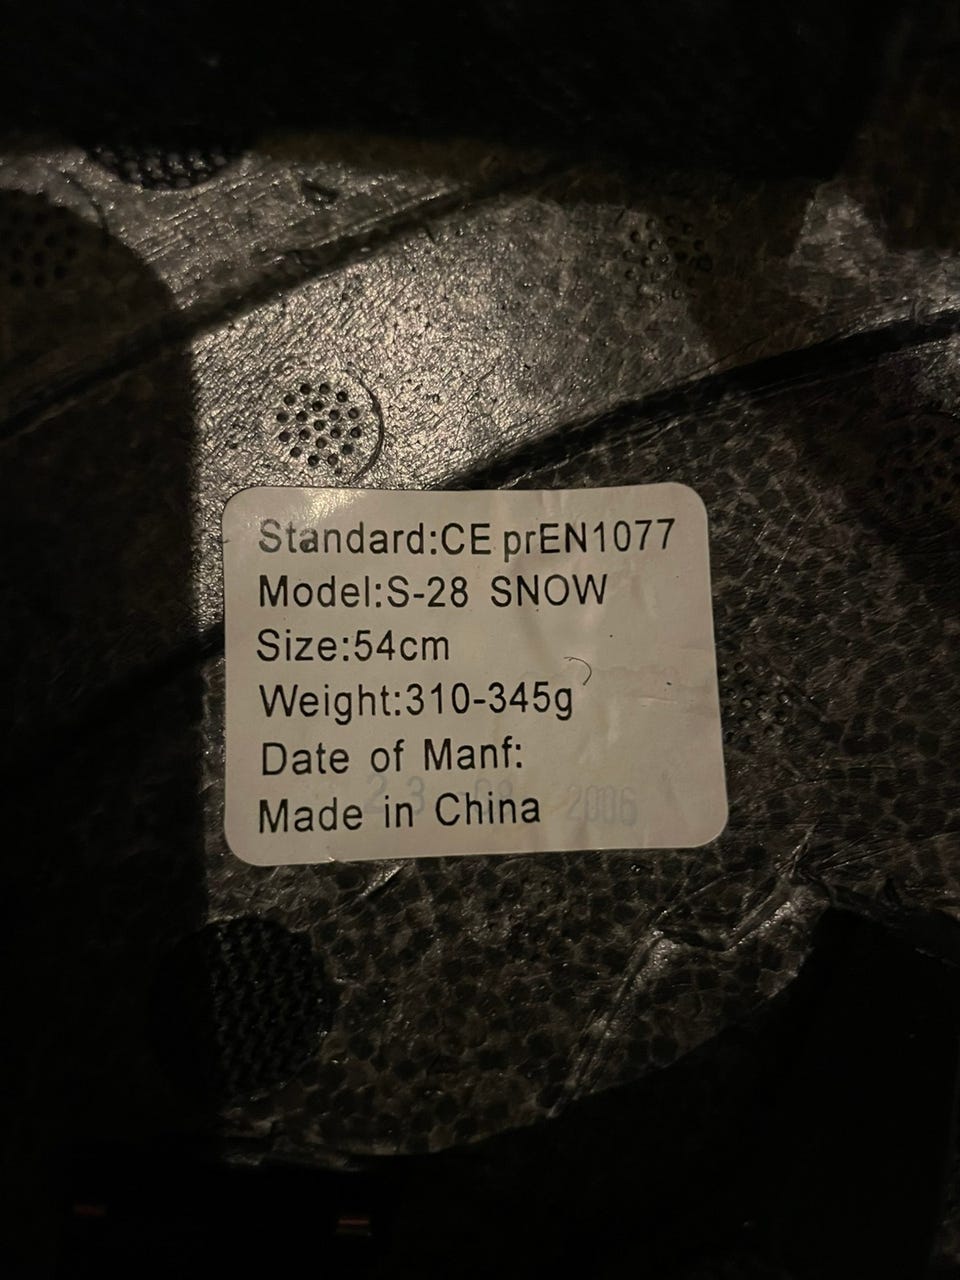 Standard:CE prEN1077
Model:S-28 SNOW
Size:54cm
Weight:310-345g
Date of Manf:
23 2006
Made in China